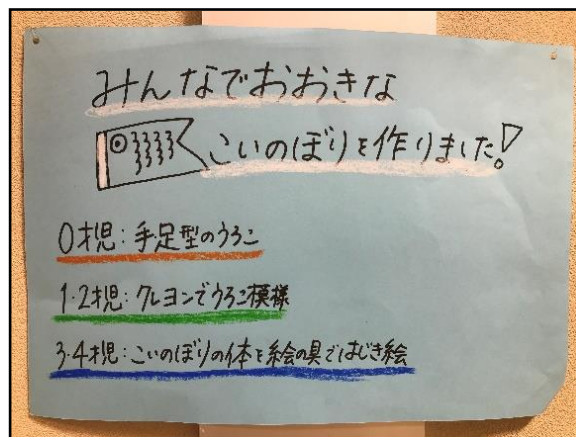 みんなでおおきな
こいのぼりを作りました!
0才児:手足型のうろこ
1・2才児:クレヨンでうろこ模様
3・4才児:こいのぼりの体を絵の具ではじき絵